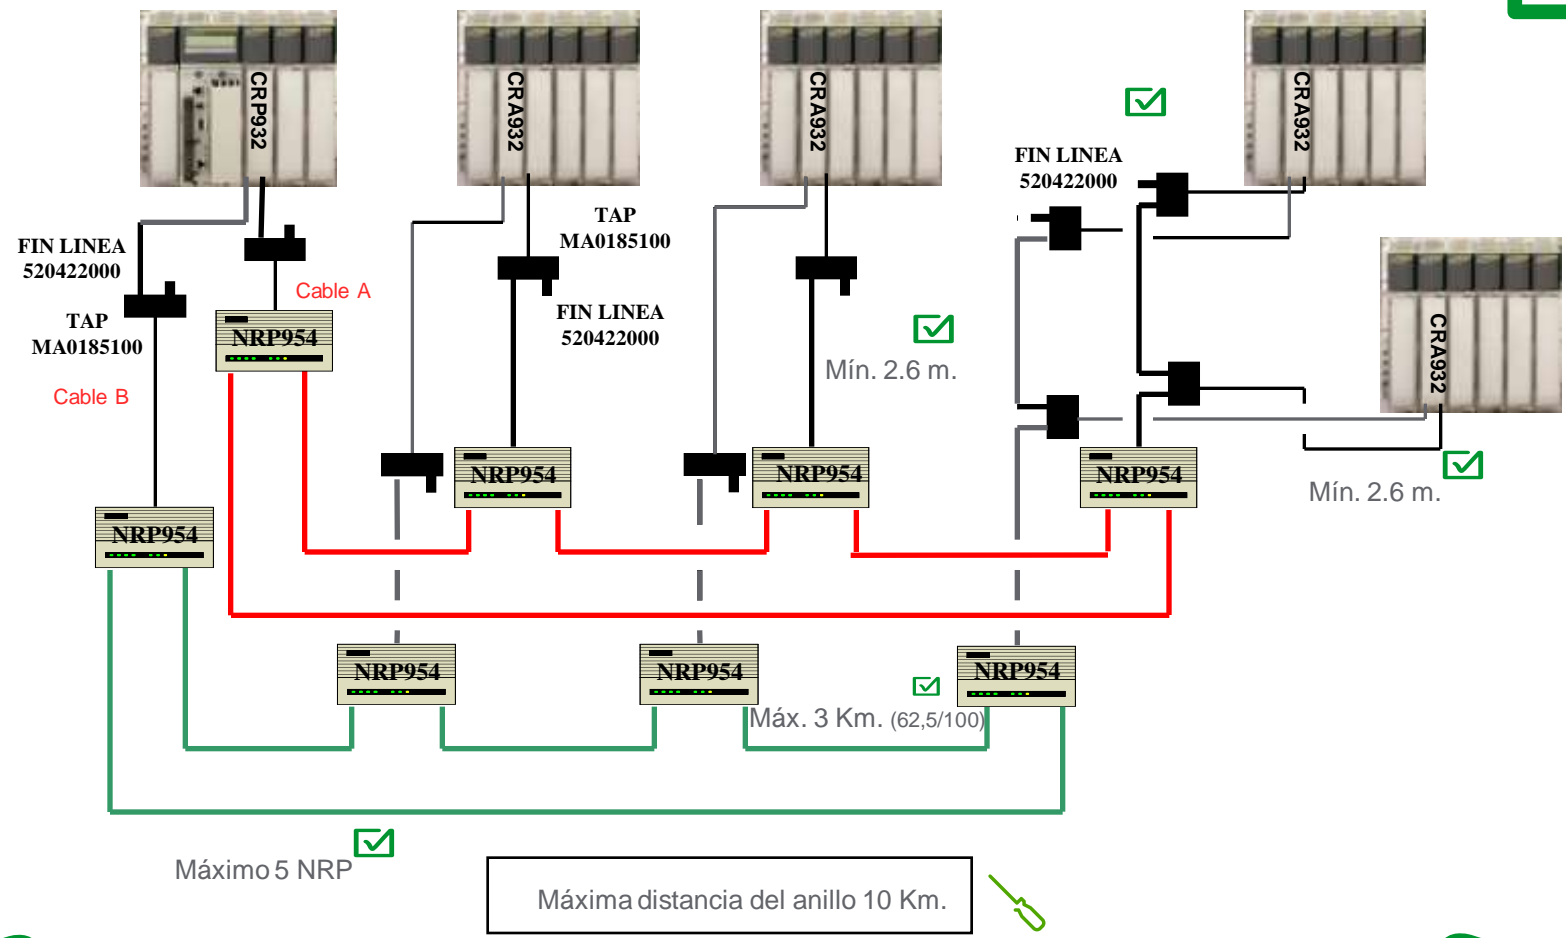 CRP932
CRA932
CRA932
CRA932
FIN LINEA
520422000
TAP
MA0185100
FIN LINEA
520422000
Cable A
TAP
MA0185100
FIN LINEA
520422000
CRA932
NRP954
Mín. 2.6 m.
Cable B
NRP954
NRP954
NRP954
Mín. 2.6 m.
NRP954
NRP954
NRP954
NRP954
Máx. 3 Km. (62,5/100)
Máximo 5 NRP
Máxima distancia del anillo 10 Km.